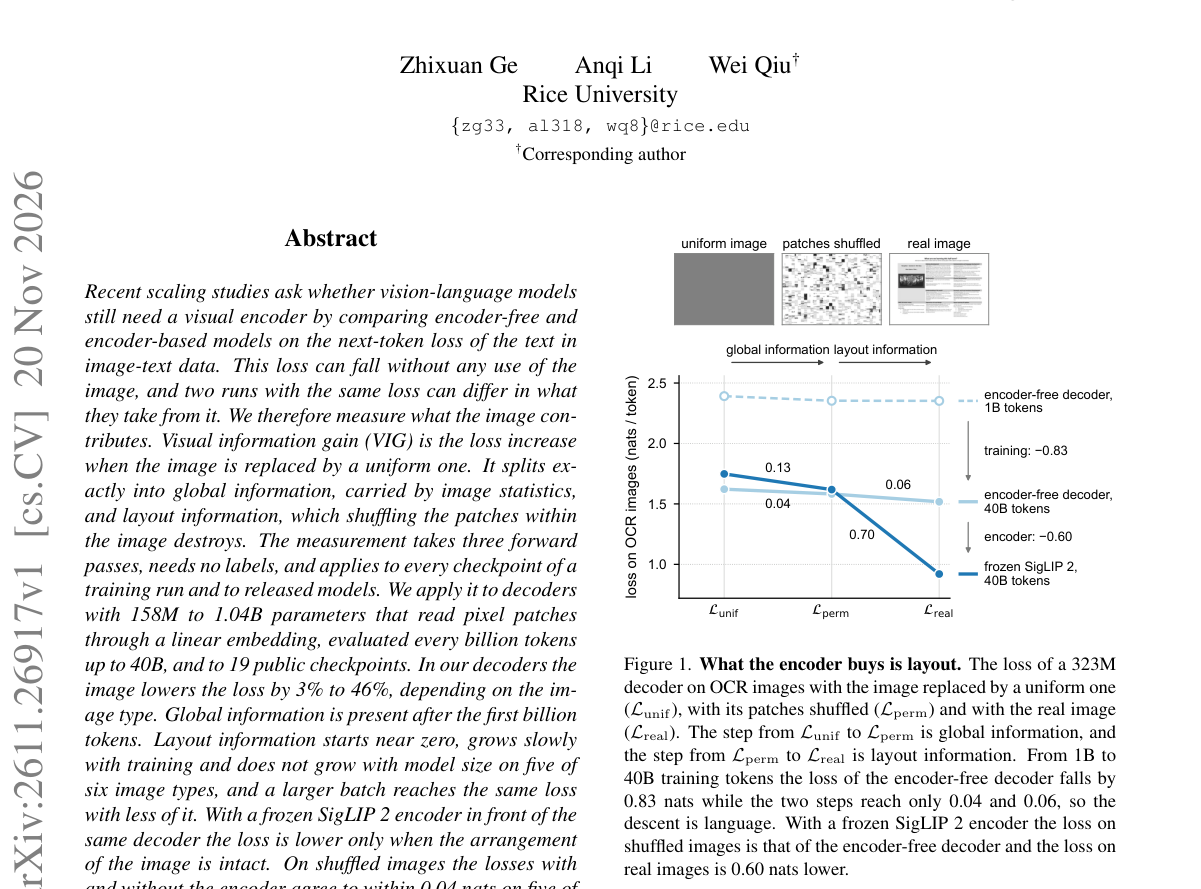 Zhixuan Ge Anqi Li Wei Qiu†
Rice University
{zg33, al318, wq8}@rice.edu
†Corresponding author
arXiv:2611.26917v1 [cs.CV] 20 Nov 2026
Abstract
Recent scaling studies ask whether vision-language models
still need a visual encoder by comparing encoder-free and
encoder-based models on the next-token loss of the text in
image-text data. This loss can fall without any use of the
image, and two runs with the same loss can differ in what
they take from it. We therefore measure what the image con-
tributes. Visual information gain (VIG) is the loss increase
when the image is replaced by a uniform one. It splits ex-
actly into global information, carried by image statistics,
and layout information, which shuffling the patches within
the image destroys. The measurement takes three forward
passes, needs no labels, and applies to every checkpoint of a
training run and to released models. We apply it to decoders
with 158M to 1.04B parameters that read pixel patches
through a linear embedding, evaluated every billion tokens
up to 40B, and to 19 public checkpoints. In our decoders the
image lowers the loss by 3% to 46%, depending on the im-
age type. Global information is present after the first billion
tokens. Layout information starts near zero, grows slowly
with training and does not grow with model size on five of
six image types, and a larger batch reaches the same loss
with less of it. With a frozen SigLIP 2 encoder in front of the
same decoder the loss is lower only when the arrangement
of the image is intact. On shuffled images the losses with
and without the encoder agree to within 0.04 nats on five of
uniform image patches shuffled real image
global information layout information
loss on OCR images (nats / token)
2.5
2.0
1.5
1.0
0.13
0.04
0.06
0.70
ℒunif ℒperm ℒreal
encoder-free decoder,
1B tokens
training: −0.83
encoder-free decoder,
40B tokens
encoder: −0.60
frozen SigLIP 2,
40B tokens
Figure 1. What the encoder buys is layout. The loss of a 323M
decoder on OCR images with the image replaced by a uniform one
(ℒunif), with its patches shuffled (ℒperm) and with the real image
(ℒreal). The step from ℒunif to ℒperm is global information, and
the step from ℒperm to ℒreal is layout information. From 1B to
40B training tokens the loss of the encoder-free decoder falls by
0.83 nats while the two steps reach only 0.04 and 0.06, so the
descent is language. With a frozen SigLIP 2 encoder the loss on
shuffled images is that of the encoder-free decoder and the loss on
real images is 0.60 nats lower.